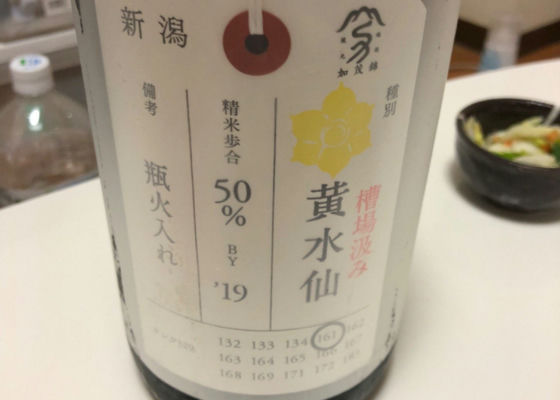 新潟
加茂錦
種別
槽場汲み
黄水仙
精米歩合
50%
BY
'19
備考
瓶火入れ
132 133 134 161 162
163 164 165 166 167
168 169 171 172